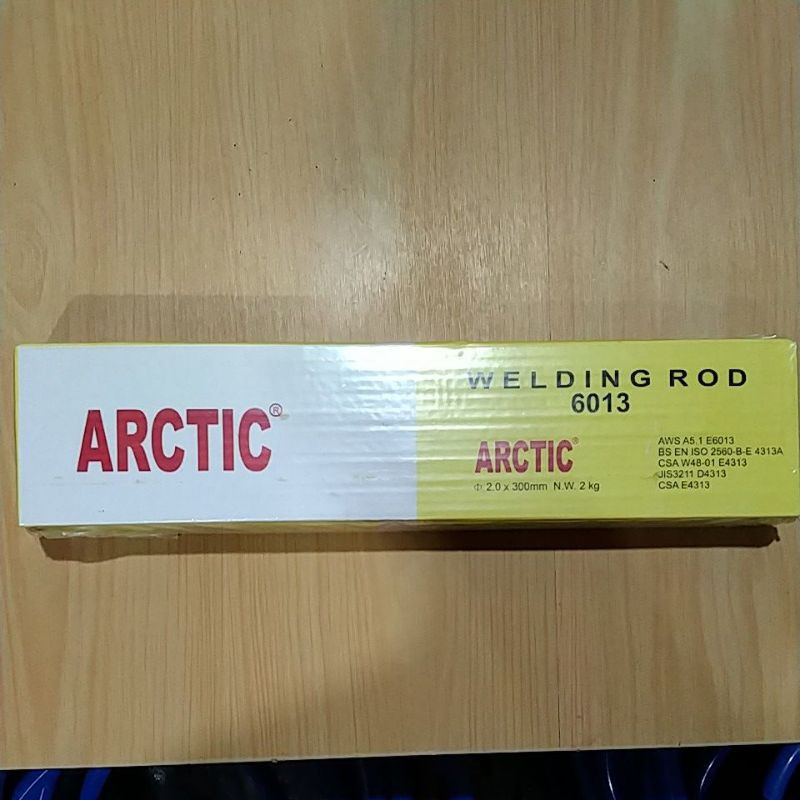 ARCTIC®
WELDING ROD
6013
ARCTIC®
Φ 2.0 x 300mm N.W. 2 kg
AWS A5.1 E6013
BS EN ISO 2560-B-E 4313A
CSA W48-01 E4313
JIS3211 D4313
CSA E4313